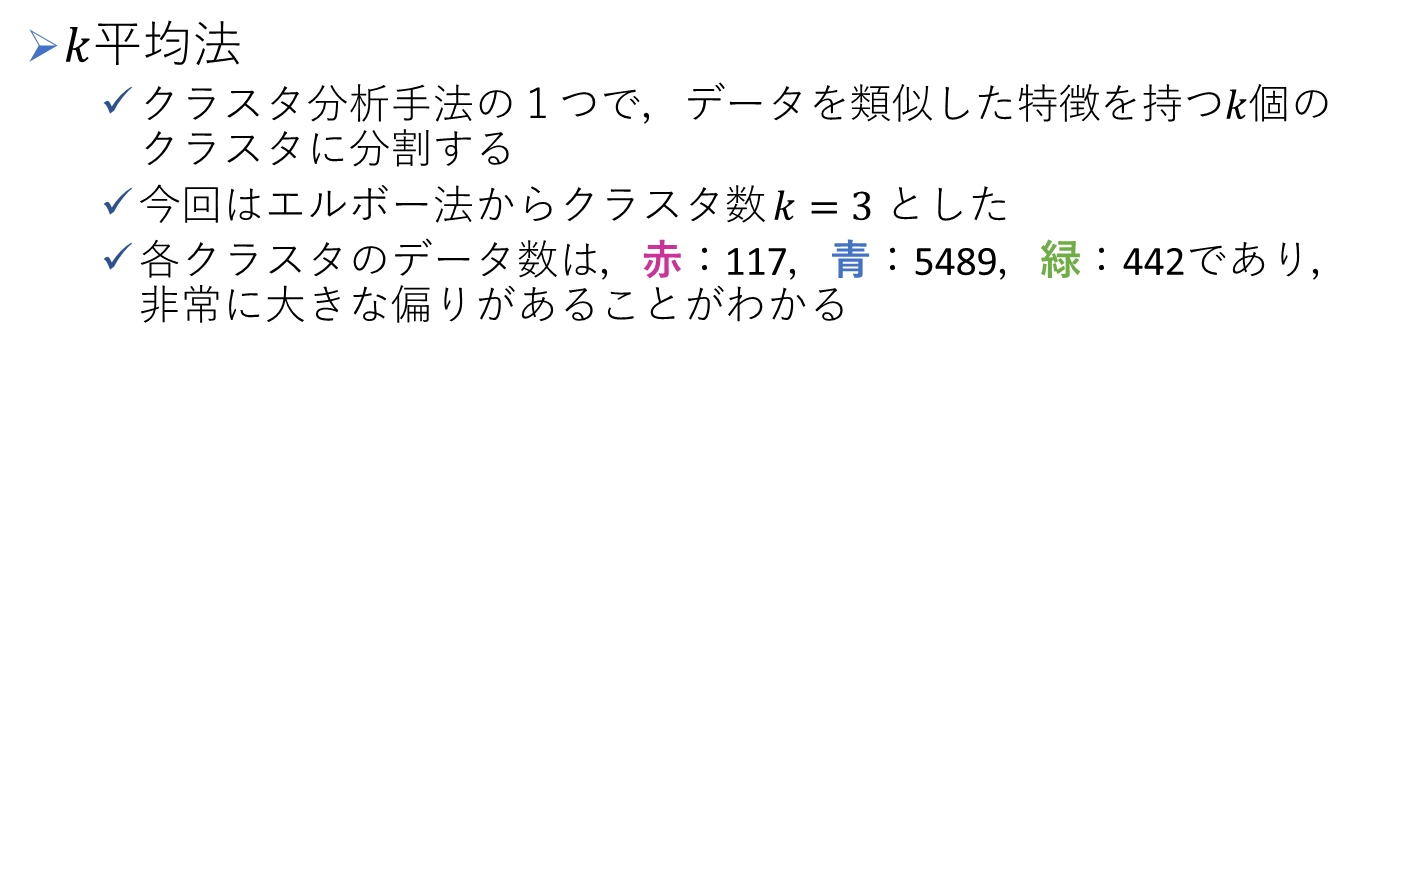 k平均法
クラスタ分析手法の１つで，データを類似した特徴を持つk個の
クラスタに分割する
今回はエルボー法からクラスタ数 k = 3 とした
各クラスタのデータ数は，赤：117，青：5489，緑：442であり，
非常に大きな偏りがあることがわかる